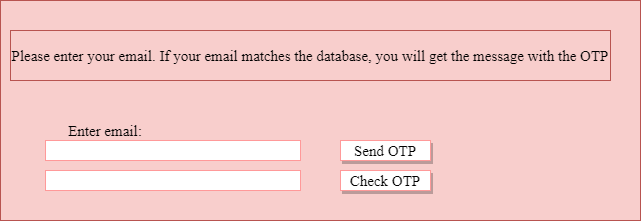 Please enter your email. If your email matches the database, you will get the message with the OTP
Enter email:
Send OTP
Check OTP